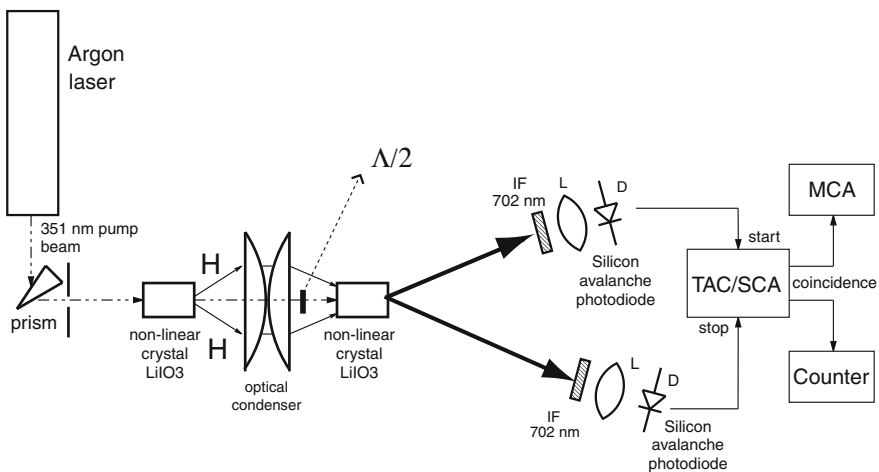 Argon
laser
351 nm pump
beam
prism
non-linear
crystal
LiIO3
H
H
optical
condenser
Λ/2
non-linear
crystal
LiIO3
IF
702 nm
L
D
Silicon
avalanche
photodiode
IF
702 nm
L
D
Silicon
avalanche
photodiode
start
TAC/SCA
stop
coincidence
MCA
Counter